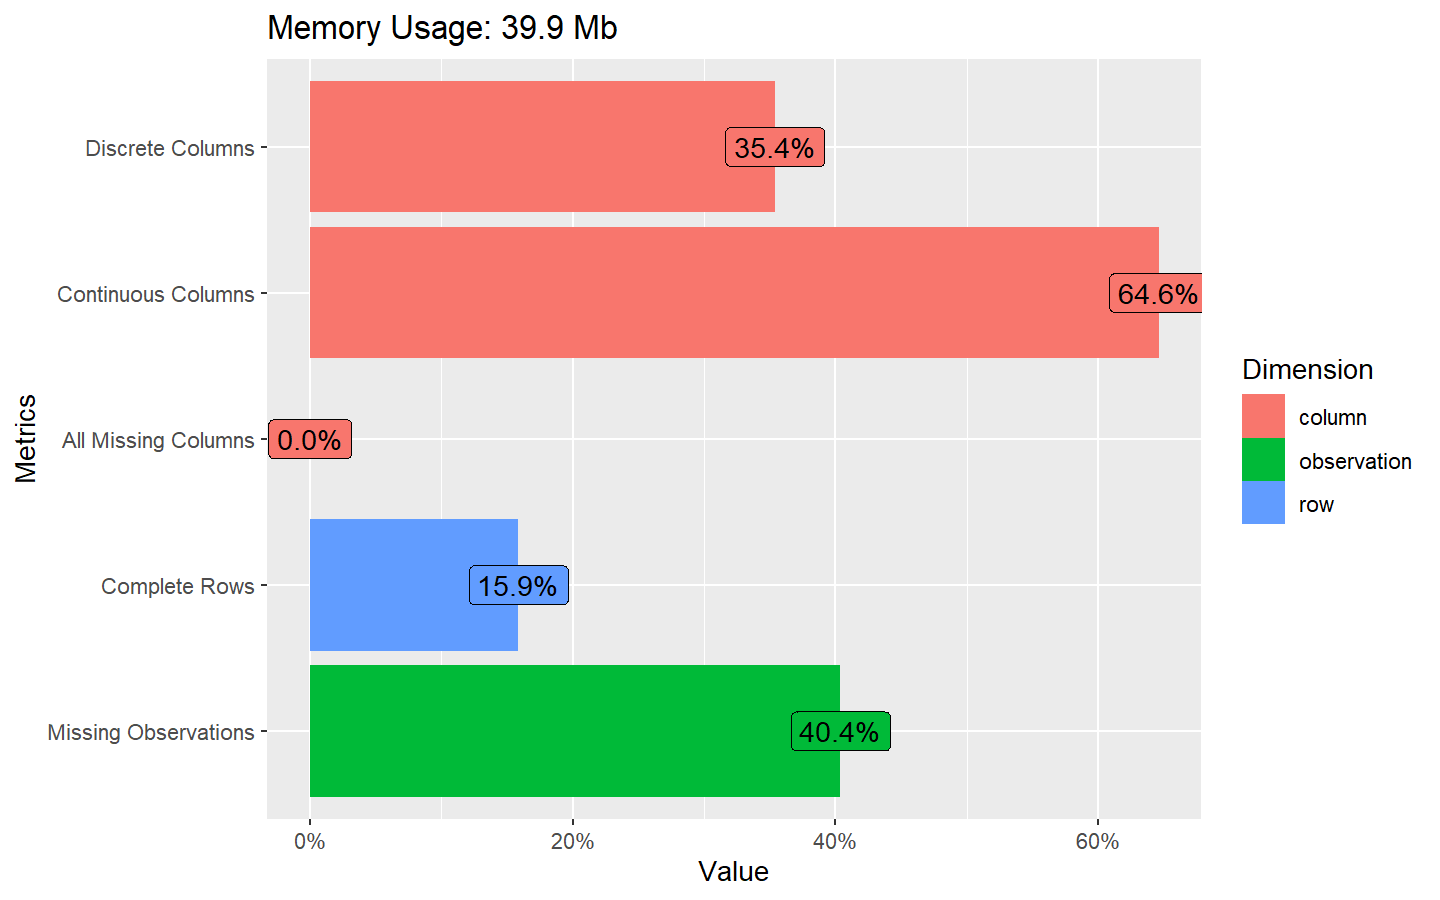 Memory Usage: 39.9 Mb
Metrics
Discrete Columns
35.4%
Continuous Columns
64.6%
All Missing Columns
0.0%
Complete Rows
15.9%
Missing Observations
40.4%
0%
20%
40%
60%
Value
Dimension
column
observation
row